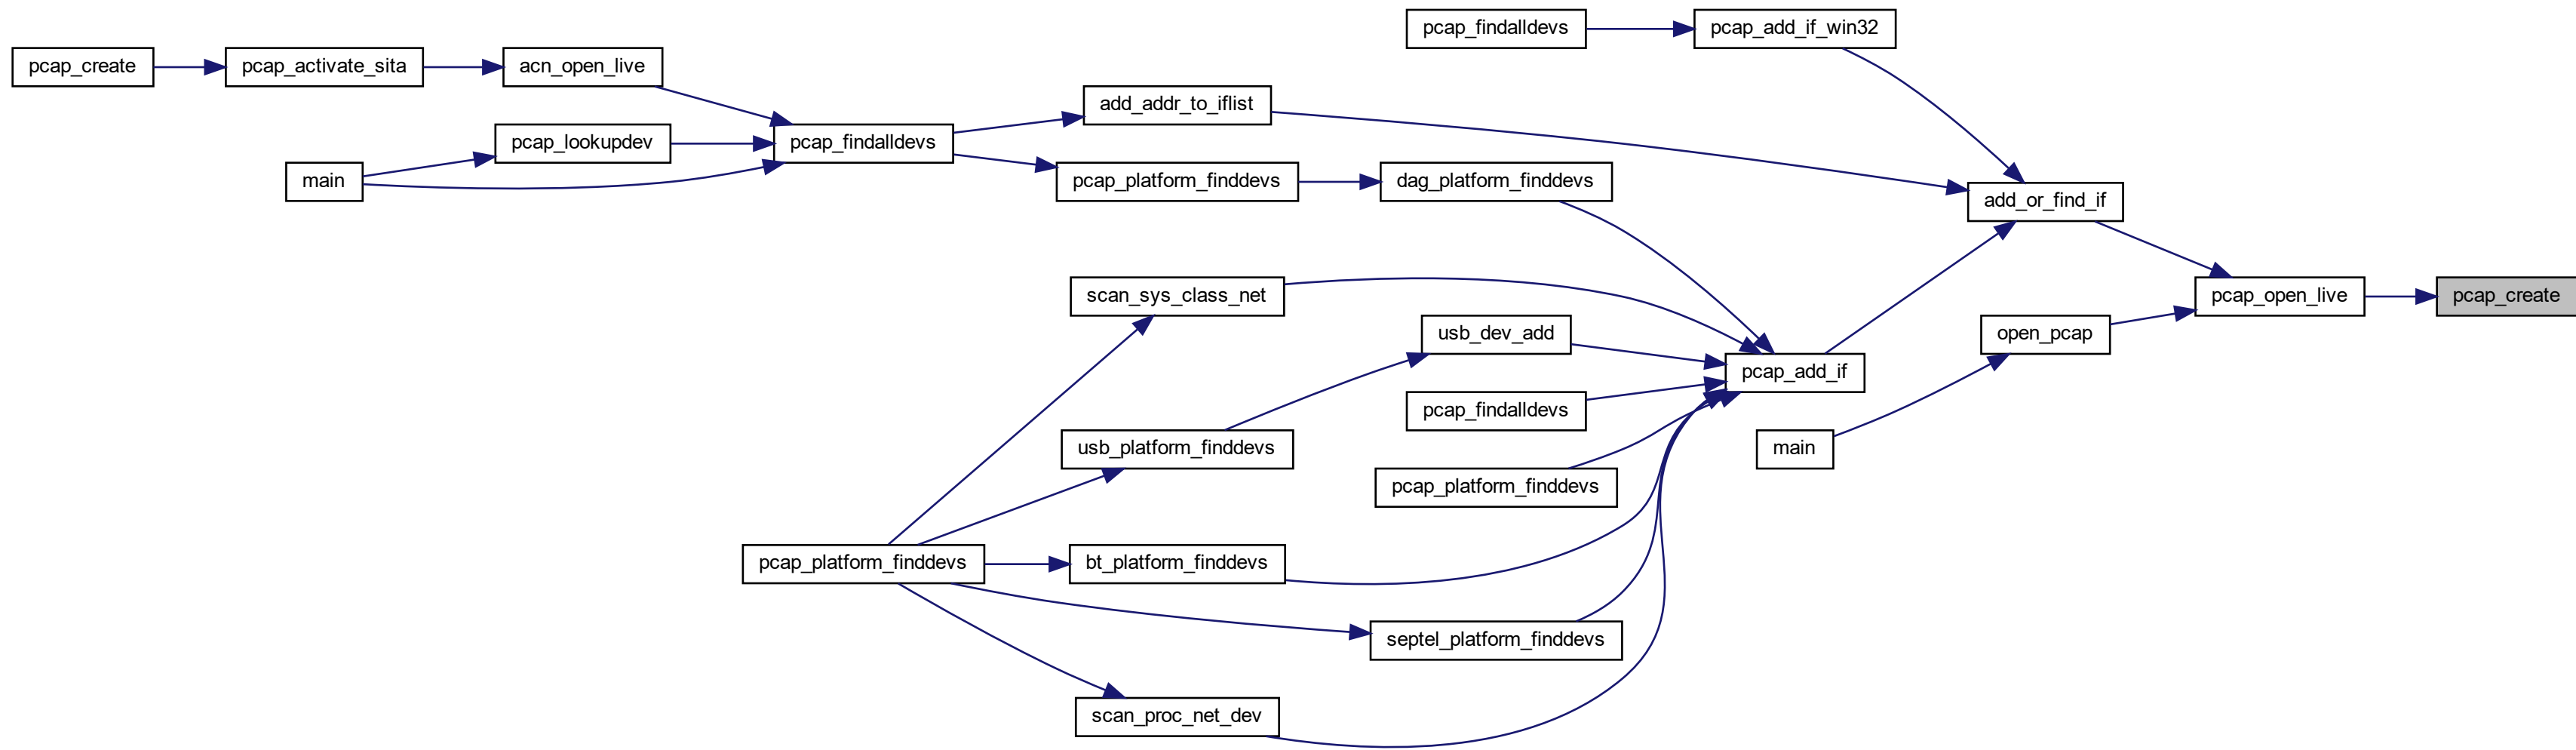 pcap_findalldevs
pcap_add_if_win32
pcap_create
pcap_activate_sita
acn_open_live
add_addr_to_iflist
pcap_lookupdev
pcap_findalldevs
main
pcap_platform_finddevs
dag_platform_finddevs
add_or_find_if
scan_sys_class_net
pcap_open_live
pcap_create
usb_dev_add
open_pcap
pcap_add_if
pcap_findalldevs
usb_platform_finddevs
main
pcap_platform_finddevs
pcap_platform_finddevs
bt_platform_finddevs
septel_platform_finddevs
scan_proc_net_dev